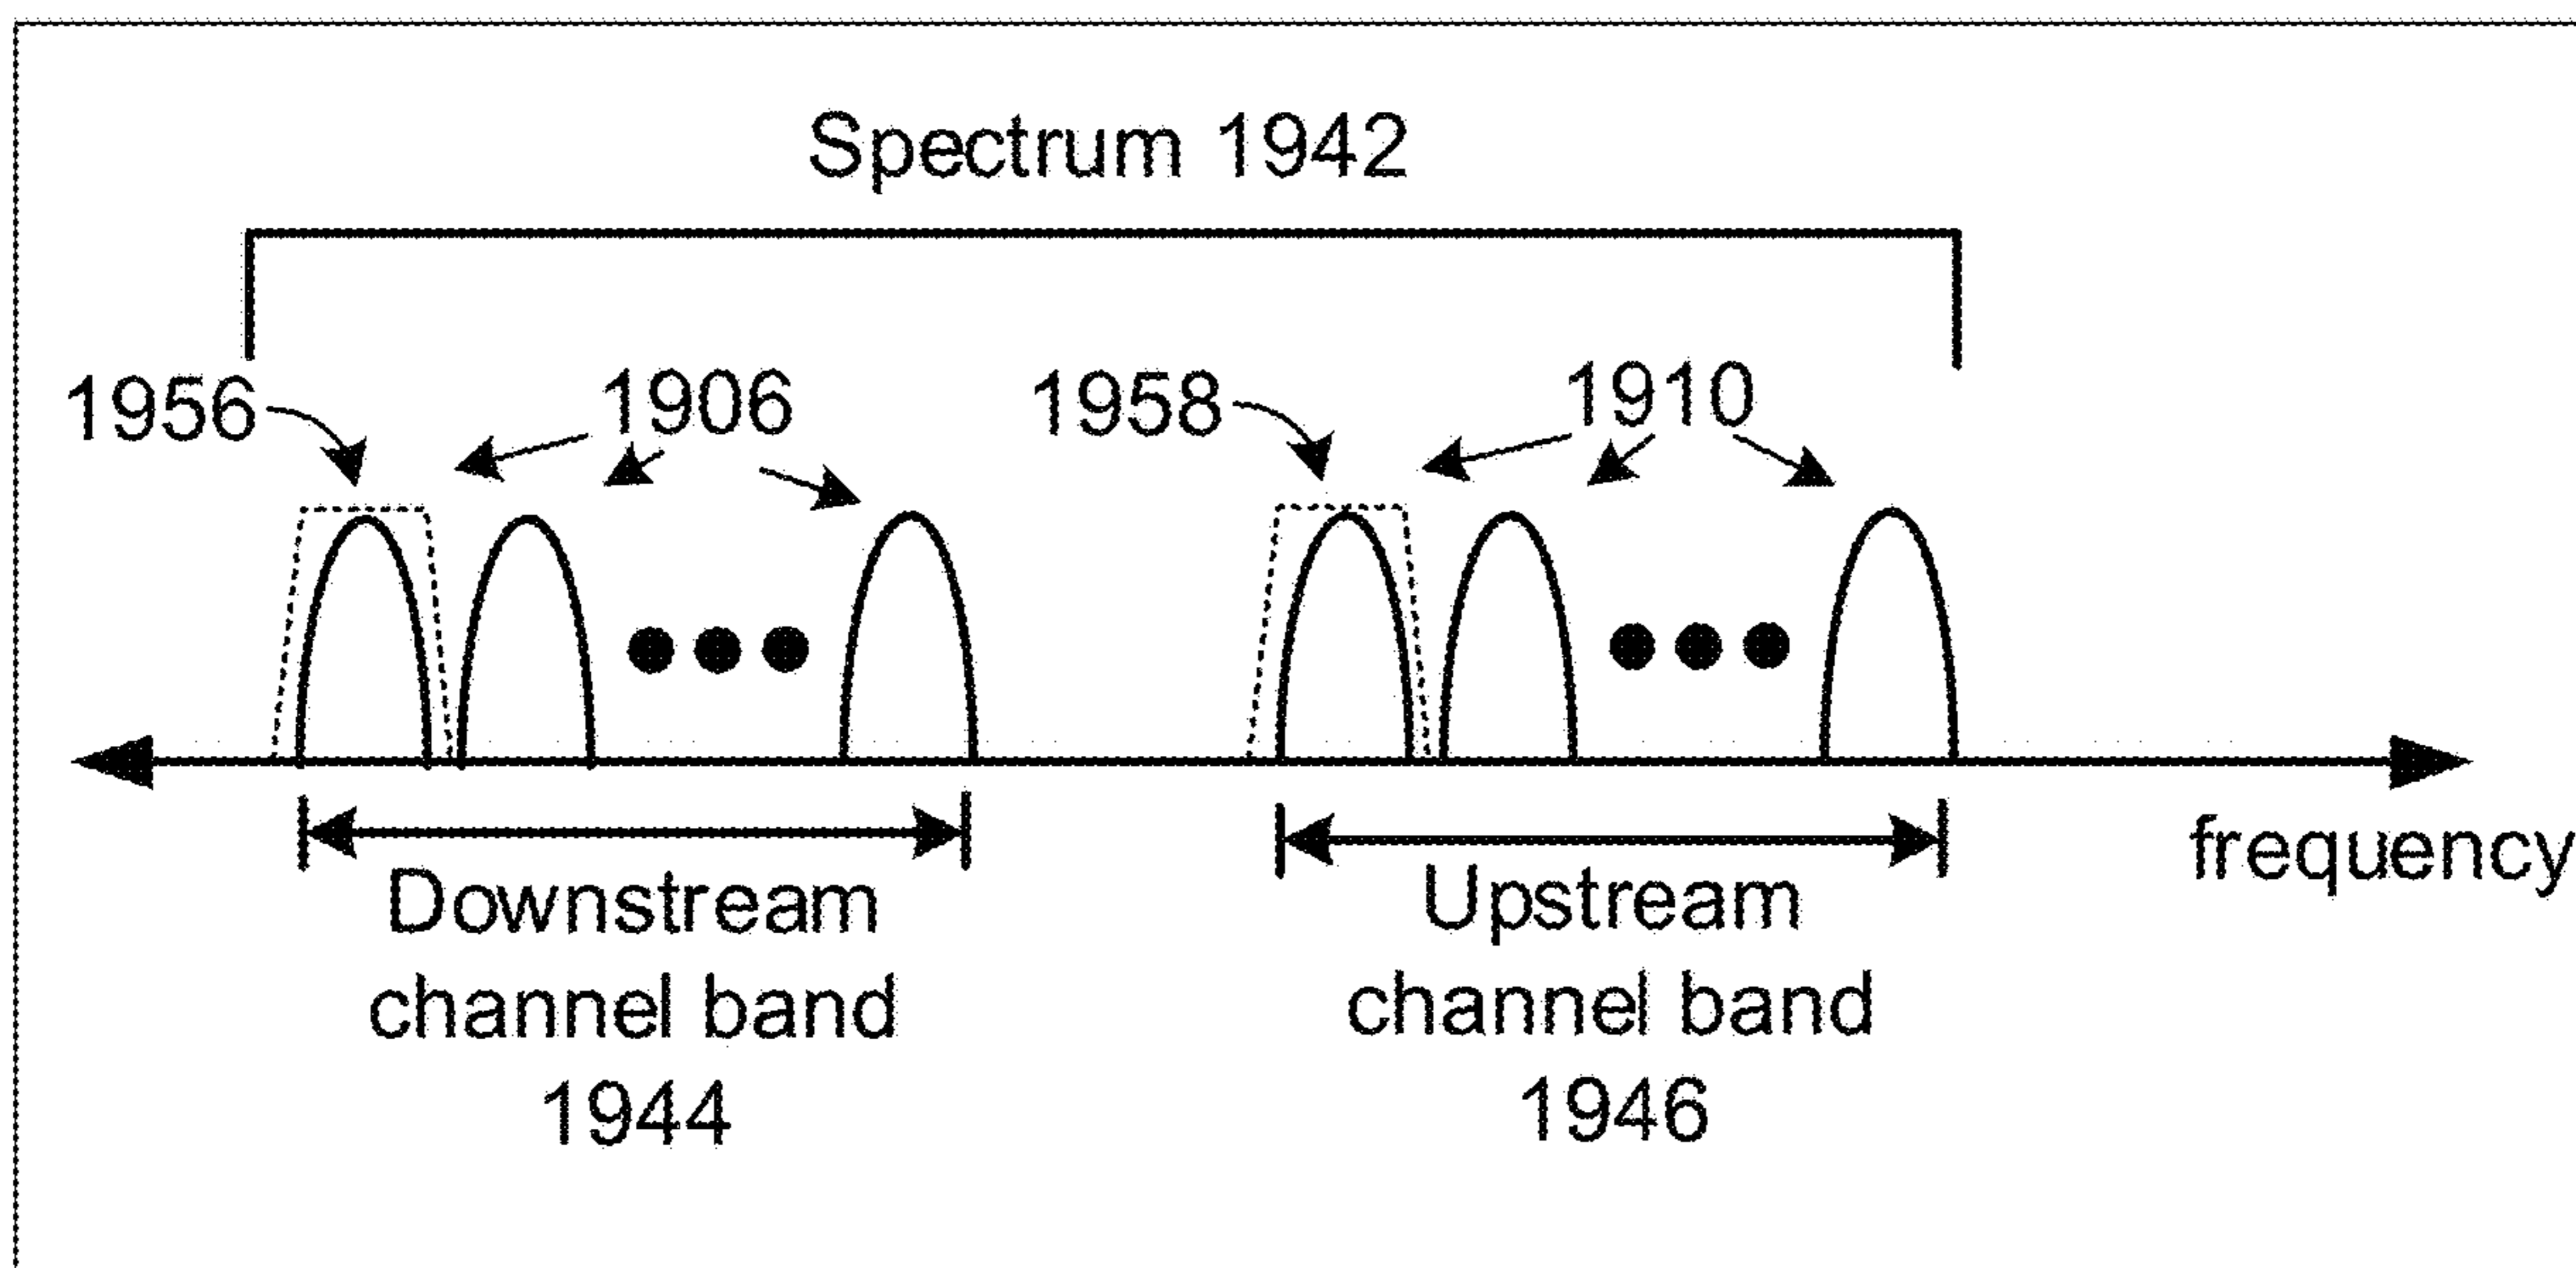 Spectrum 1942
1956
1906
1958
1910
frequency
Downstream
channel band
1944
Upstream
channel band
1946